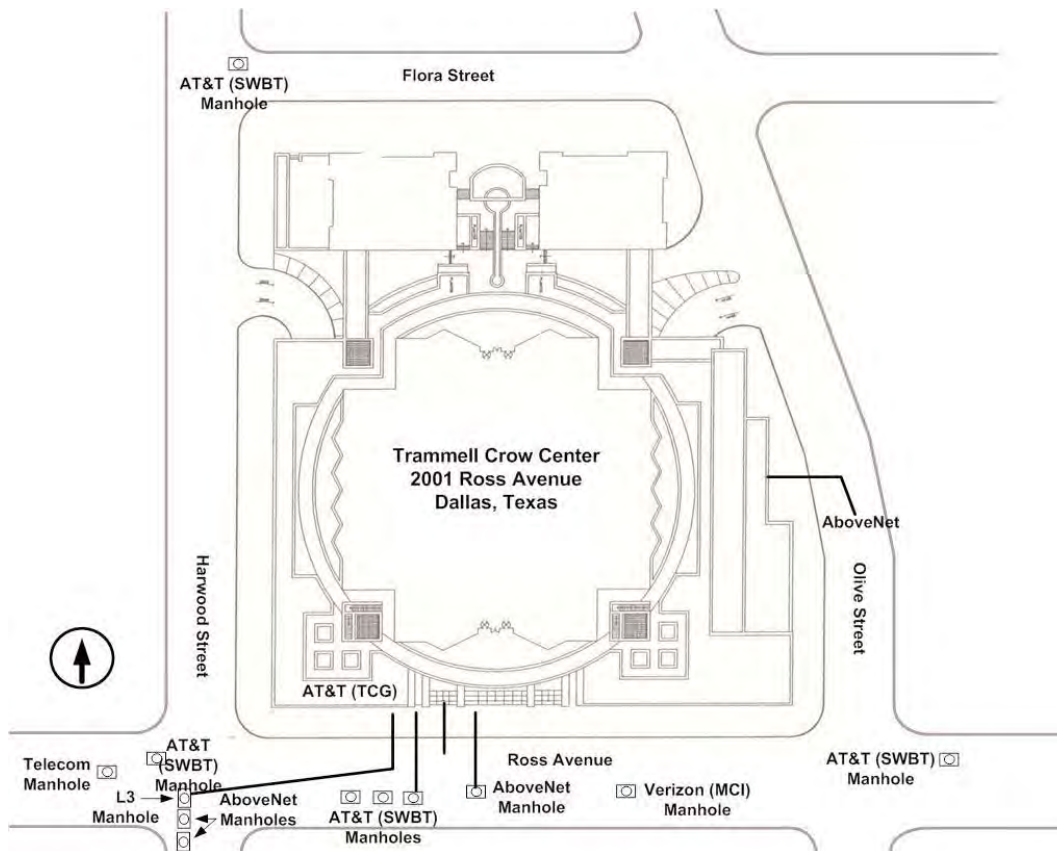 Flora Street
AT&T (SWBT)
Manhole
Trammell Crow Center
2001 Ross Avenue
Dallas, Texas
AboveNet
Harwood Street
Olive Street
AT&T (TCG)
Ross Avenue
Telecom
Manhole
AT&T
(SWBT)
Manhole
L3
Manhole
AboveNet
Manholes
AT&T (SWBT)
Manholes
AboveNet
Manhole
Verizon (MCI)
Manhole
AT&T (SWBT)
Manhole